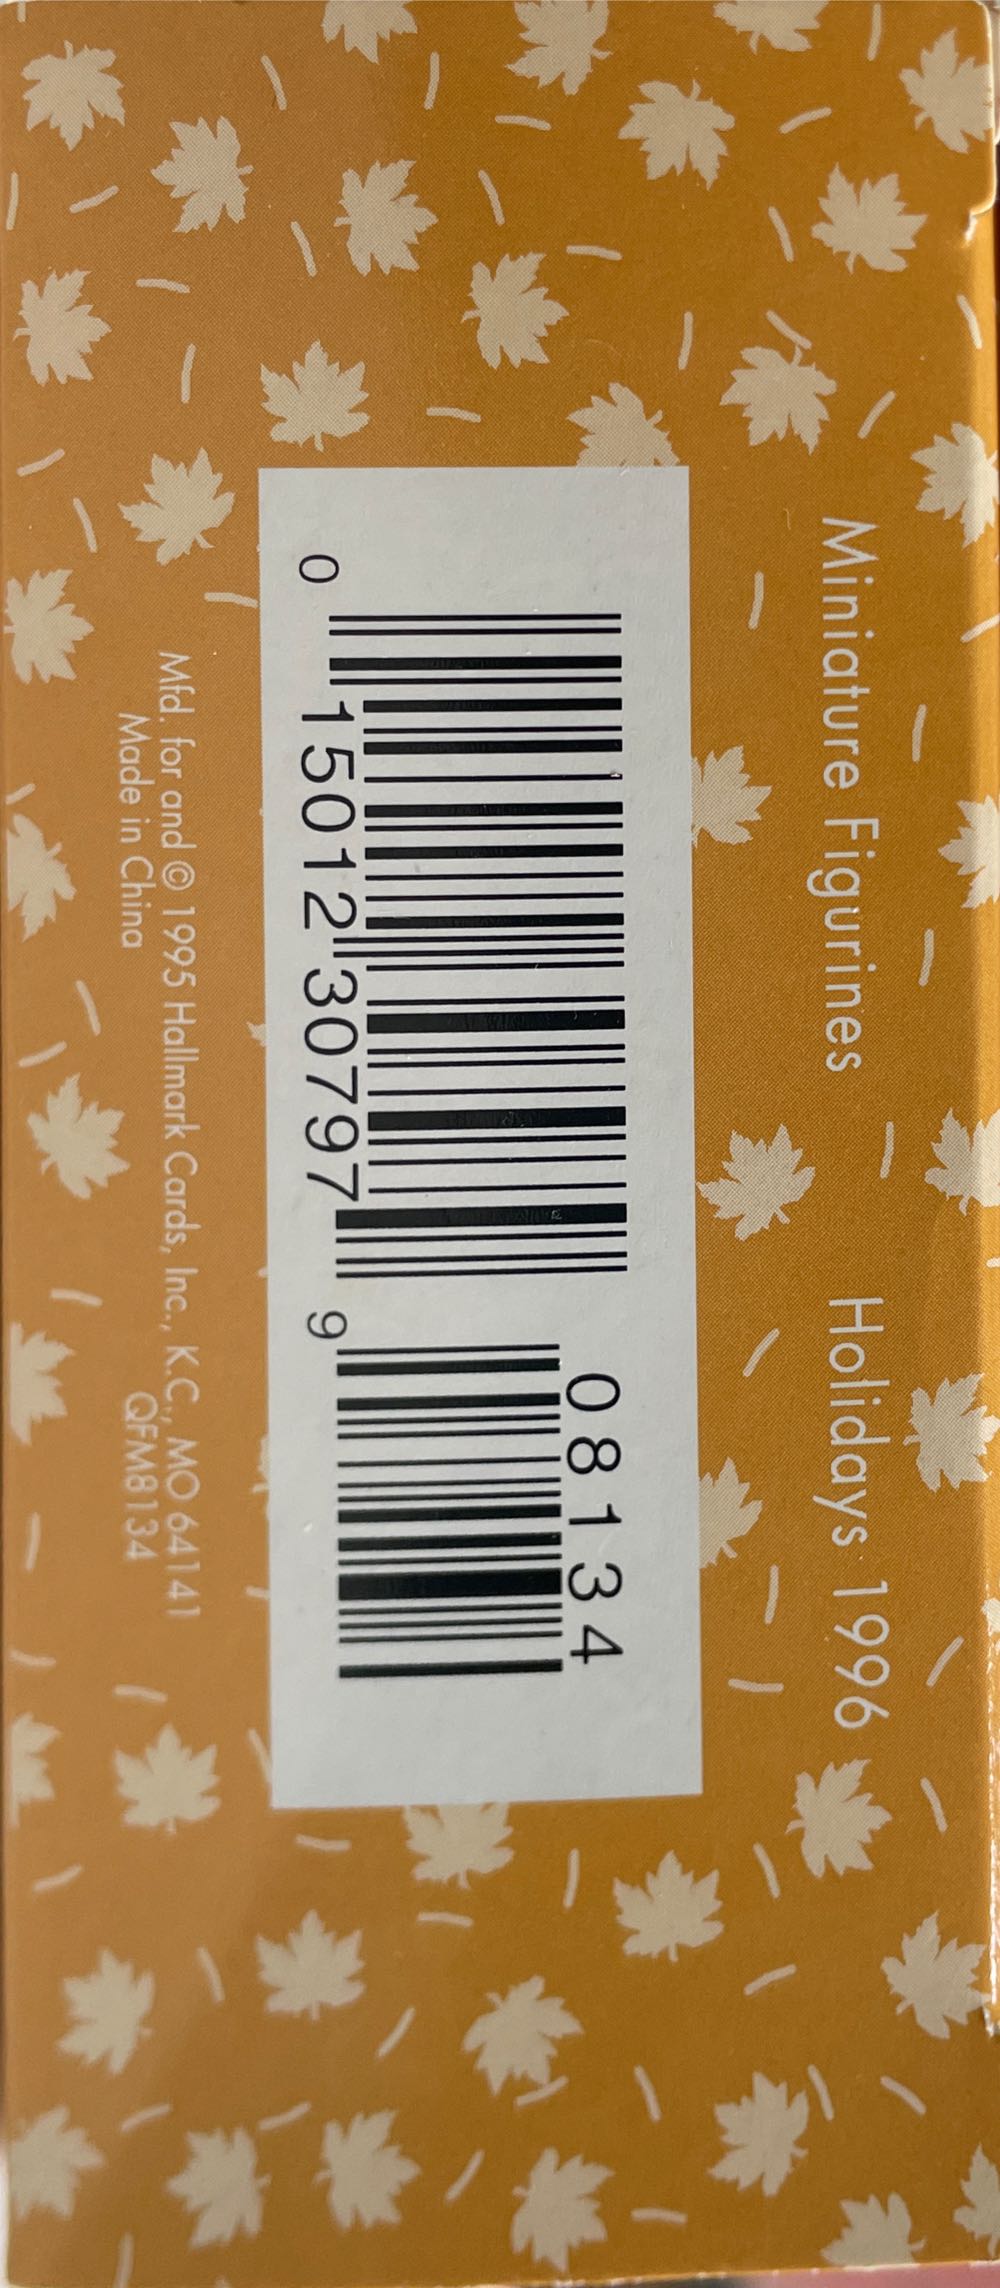 Miniature Figurines Holidays 1996
08134
0 15012 30797 9
Mfd. for and © 1995 Hallmark Cards, Inc., K.C., MO 64141
Made in China QFM8134